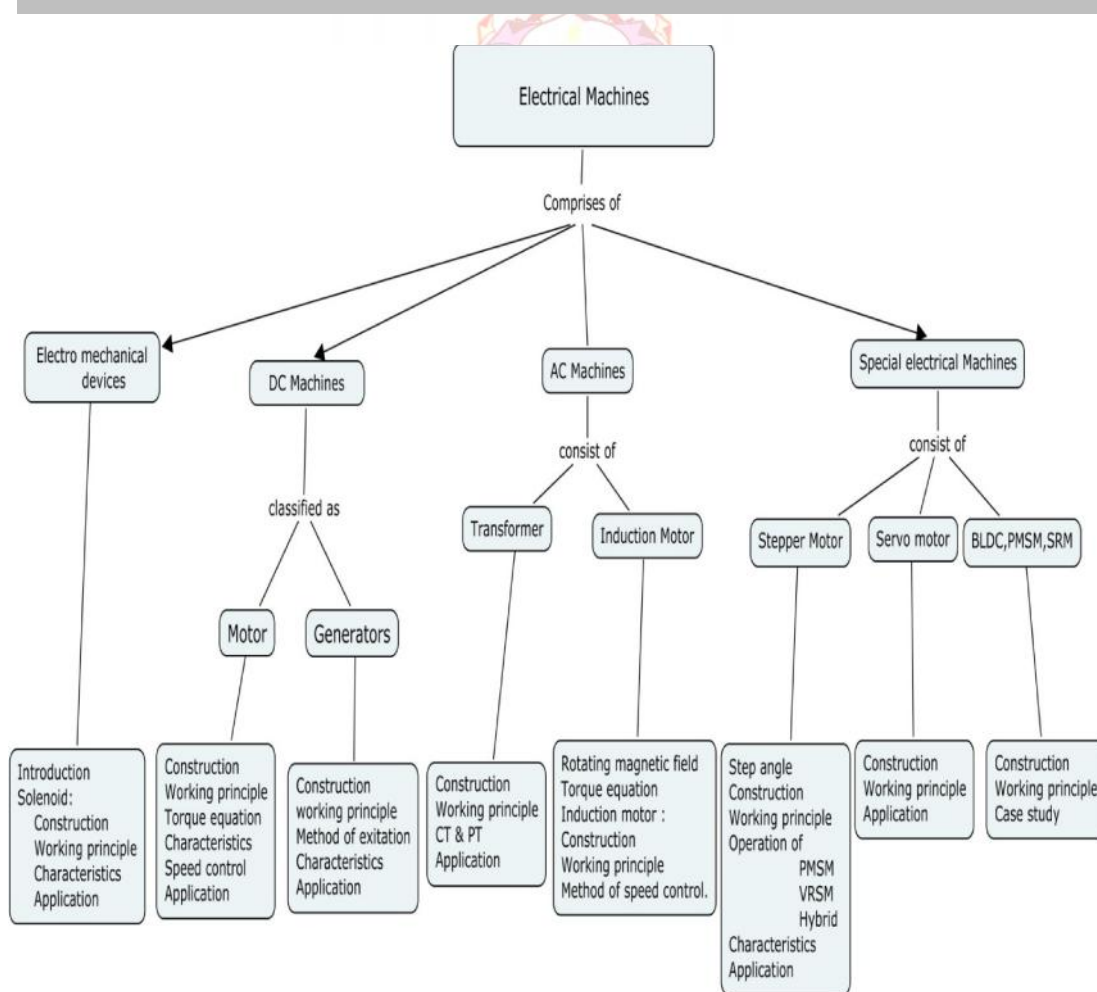 Electrical Machines
Comprises of
Electro mechanical
devices
DC Machines
AC Machines
Special electrical Machines
classified as
consist of
consist of
Motor
Generators
Transformer
Induction Motor
Stepper Motor
Servo motor
BLDC,PMSM,SRM
Introduction
Solenoid:
Construction
Working principle
Characteristics
Application
Construction
Working principle
Torque equation
Characteristics
Speed control
Application
Construction
working principle
Method of exitation
Characteristics
Application
Construction
Working principle
CT & PT
Application
Rotating magnetic field
Torque equation
Induction motor :
Construction
Working principle
Method of speed control.
Step angle
Construction
Working principle
Operation of
PMSM
VRSM
Hybrid
Characteristics
Application
Construction
Working principle
Application
Construction
Working principle
Case study